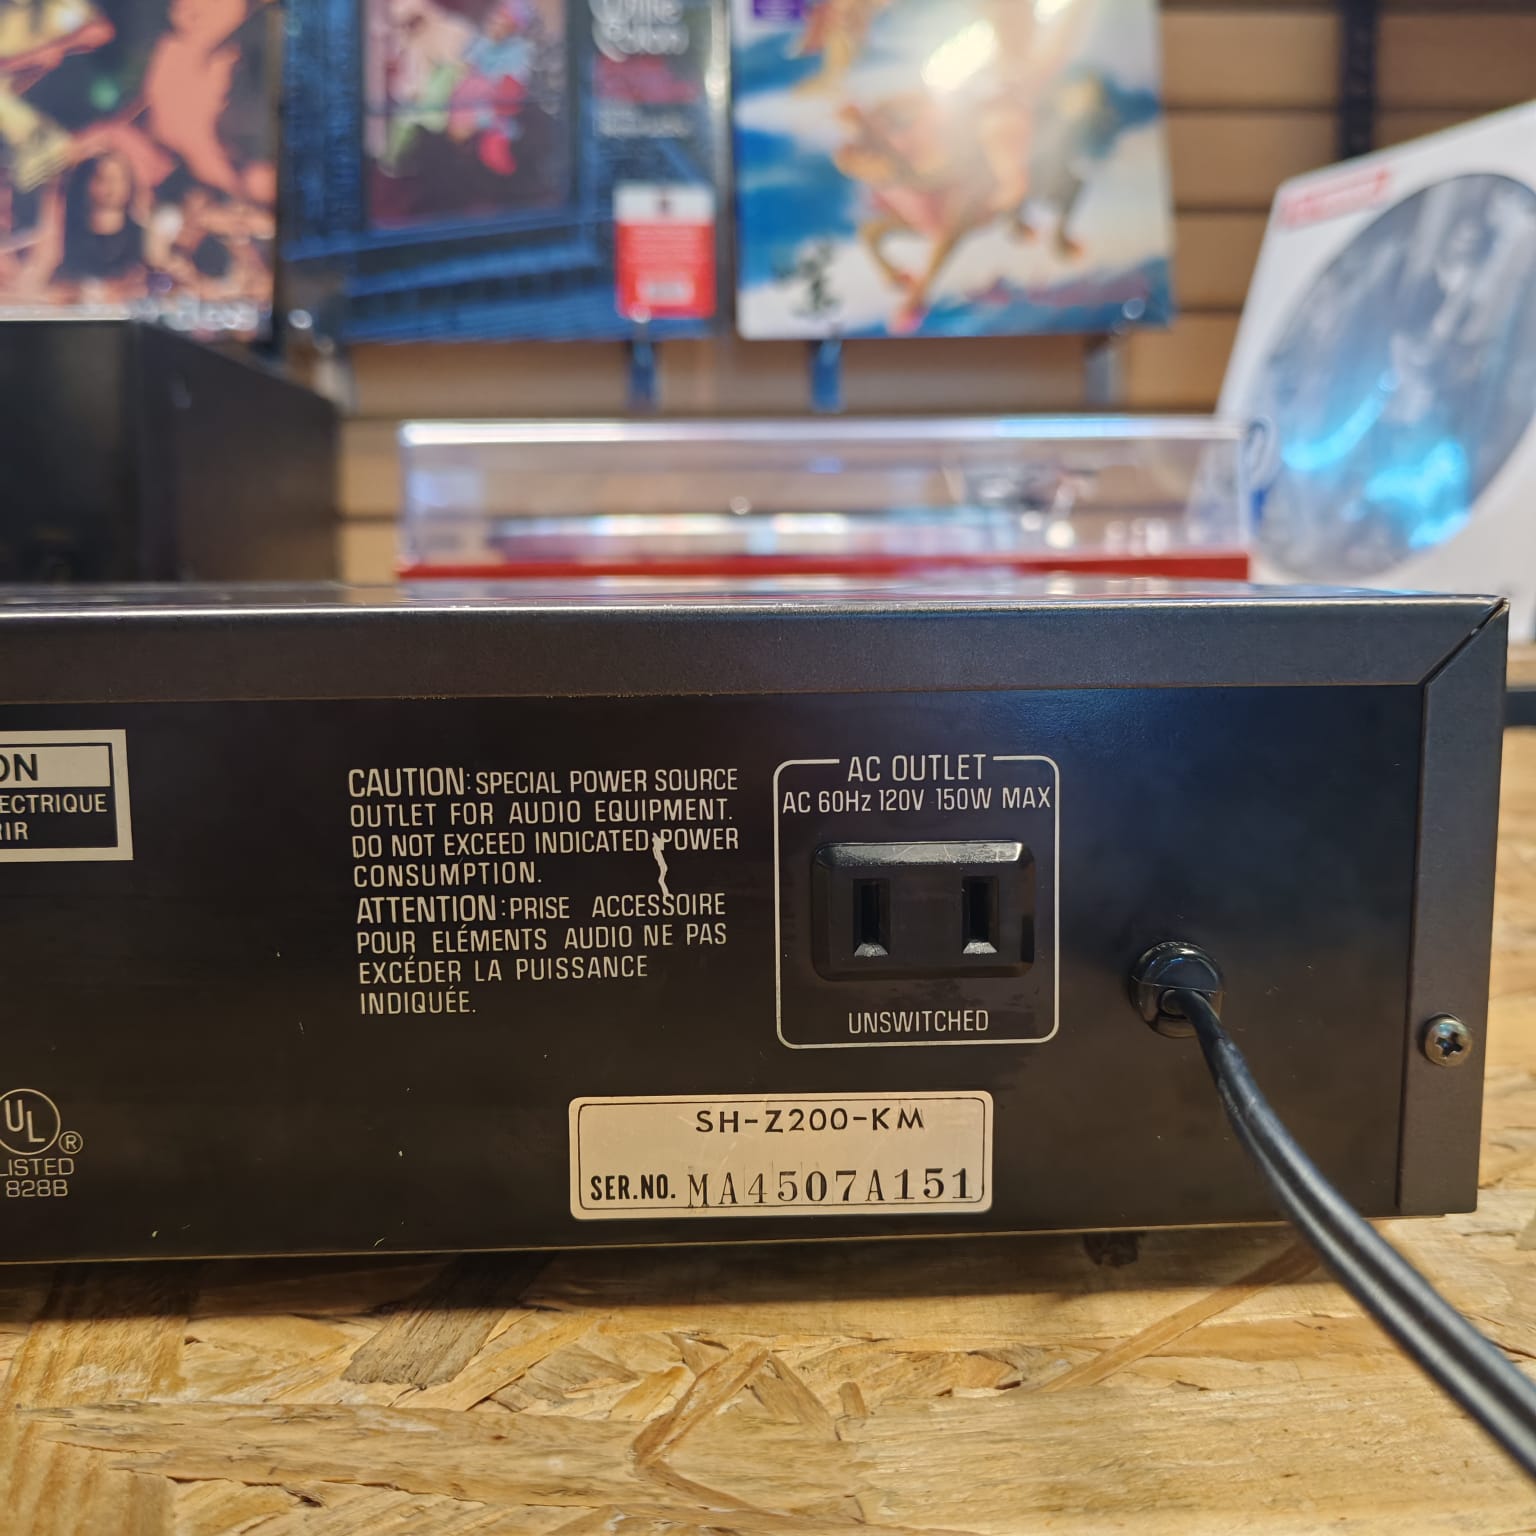 ON
ECTRIQUE
RIR
CAUTION: SPECIAL POWER SOURCE
OUTLET FOR AUDIO EQUIPMENT.
DO NOT EXCEED INDICATED POWER
CONSUMPTION.
ATTENTION: PRISE ACCESSOIRE
POUR ELÉMENTS AUDIO NE PAS
EXCÉDER LA PUISSANCE
INDIQUÉE.
AC OUTLET
AC 60Hz 120V 150W MAX
UNSWITCHED
UL ®
LISTED
828B
SH-Z200-KM
SER.NO. MA4507A151